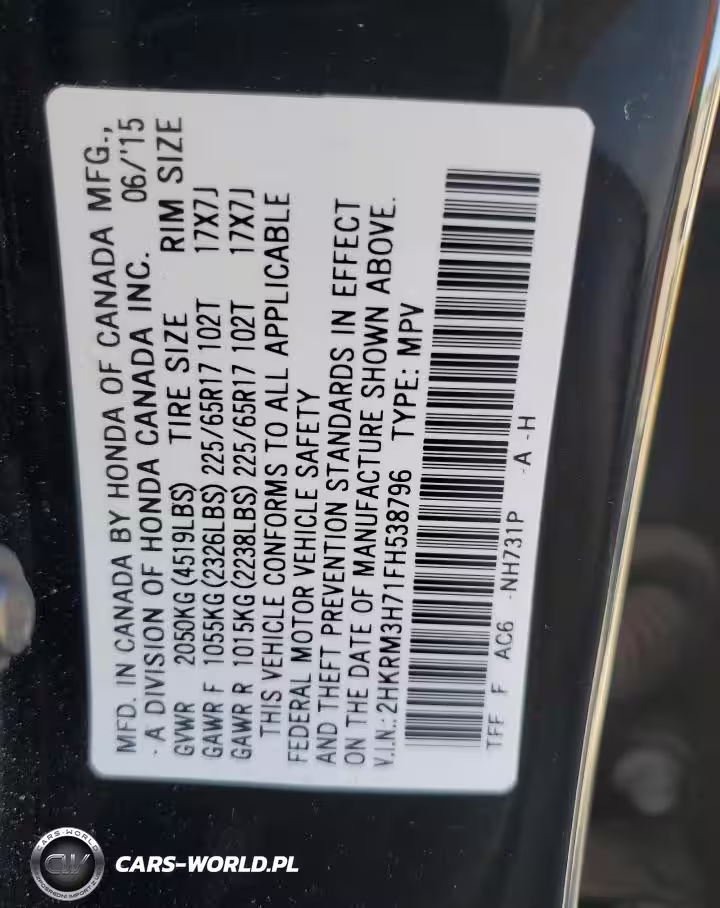 MFD. IN CANADA BY HONDA OF CANADA MFG.,
- A DIVISION OF HONDA CANADA INC. 06/'15
GVWR 2050KG (4519LBS) TIRE SIZE RIM SIZE
GAWR F 1055KG (2326LBS) 225/65R17 102T 17X7J
GAWR R 1015KG (2238LBS) 225/65R17 102T 17X7J
THIS VEHICLE CONFORMS TO ALL APPLICABLE
FEDERAL MOTOR VEHICLE SAFETY
AND THEFT PREVENTION STANDARDS IN EFFECT
ON THE DATE OF MANUFACTURE SHOWN ABOVE.
V.I.N.: 2HKRM3H71FH538796 TYPE: MPV
TFF F AC6 -NH731P -A -H
CARS-WORLD
CARS-WORLD.PL